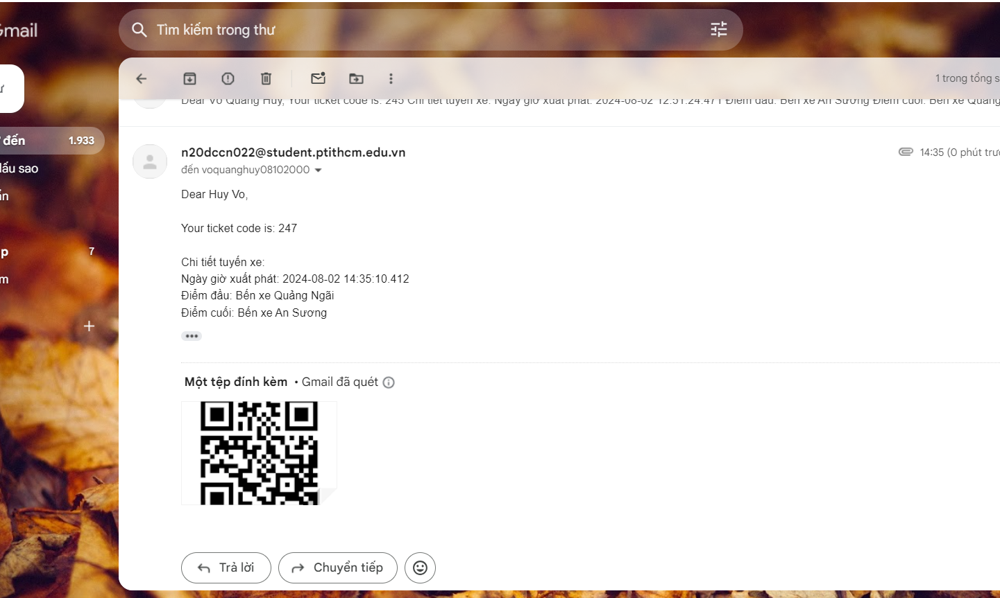 Gmail
Tìm kiếm trong thư
1 trong tổng s
đến 1.933
Dear Võ Quang Huy, Your ticket code is: 245 Chi tiết tuyến xe: Ngày giờ xuất phát: 2024-08-02 12:51:24.471 Điểm đầu: Bến xe An Sương Điểm cuối: Bến xe Quảng
n20dccn022@student.ptithcm.edu.vn
14:35 (0 phút trướ
đến voquanghuy08102000
Dear Huy Vo,
Your ticket code is: 247
Chi tiết tuyến xe:
Ngày giờ xuất phát: 2024-08-02 14:35:10.412
Điểm đầu: Bến xe Quảng Ngãi
Điểm cuối: Bến xe An Sương
7
Một tệp đính kèm • Gmail đã quét
Trả lời
Chuyển tiếp